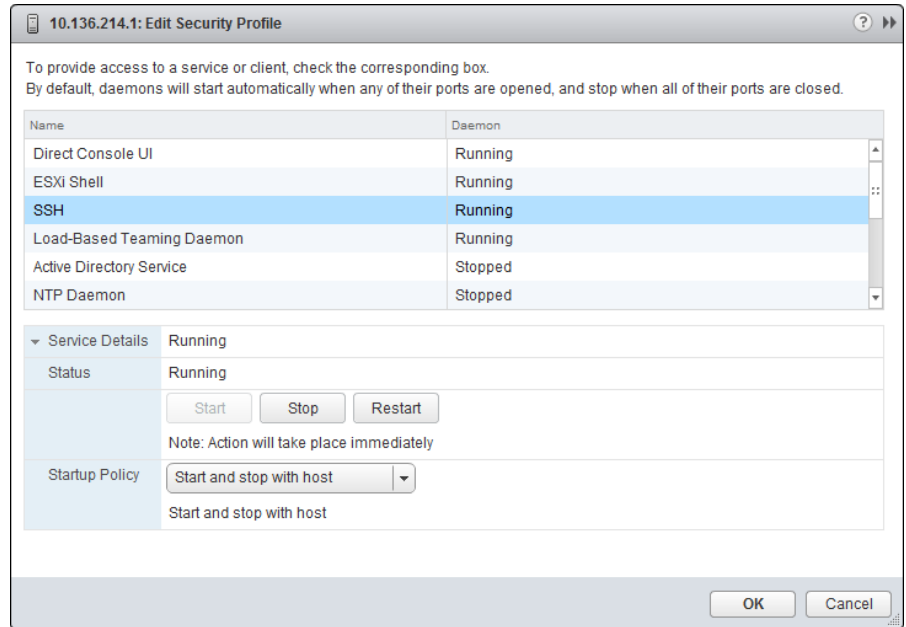 10.136.214.1: Edit Security Profile
To provide access to a service or client, check the corresponding box.
By default, daemons will start automatically when any of their ports are opened, and stop when all of their ports are closed.
Name Daemon
Direct Console UI Running
ESXi Shell Running
SSH Running
Load-Based Teaming Daemon Running
Active Directory Service Stopped
NTP Daemon Stopped
Service Details Running
Status Running
Start Stop Restart
Note: Action will take place immediately
Startup Policy Start and stop with host
Start and stop with host
OK Cancel